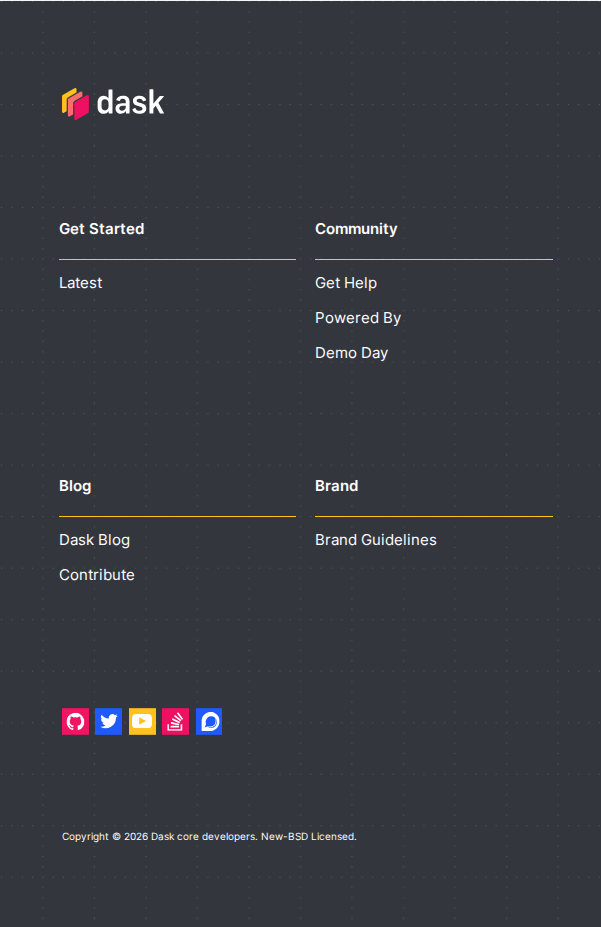 dask
Get Started
Latest
Community
Get Help
Powered By
Demo Day
Blog
Dask Blog
Contribute
Brand
Brand Guidelines
Copyright © 2026 Dask core developers. New-BSD Licensed.